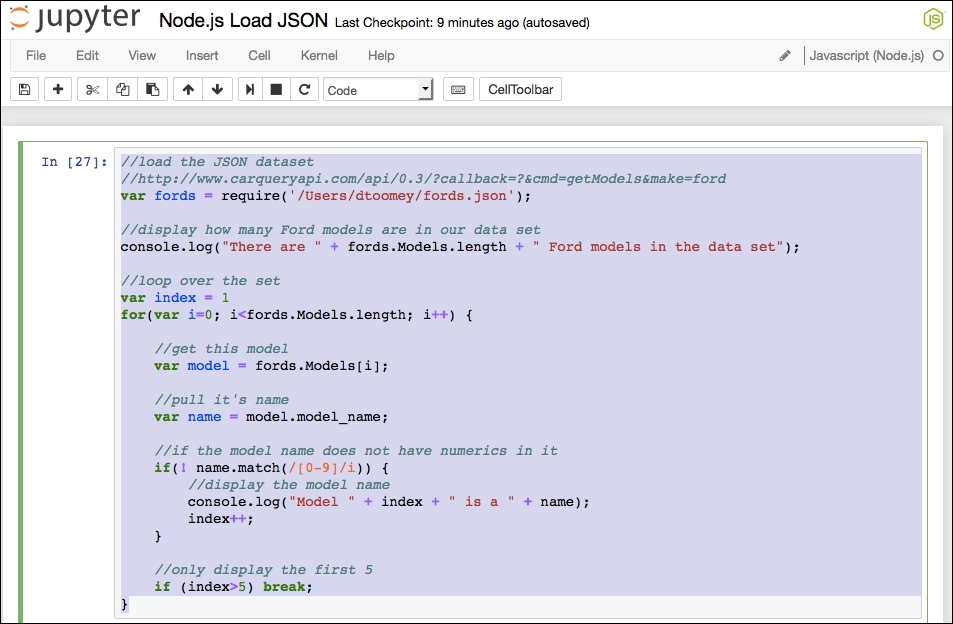 jupyter Node.js Load JSON Last Checkpoint: 9 minutes ago (autosaved)
JS
File Edit View Insert Cell Kernel Help Javascript (Node.js)
Code CellToolbar
In [27]: //load the JSON dataset
//http://www.carqueryapi.com/api/0.3/?callback=?&cmd=getModels&make=ford
var fords = require('/Users/dtoomey/fords.json');

//display how many Ford models are in our data set
console.log("There are " + fords.Models.length + " Ford models in the data set");

//loop over the set
var index = 1
for(var i=0; i<fords.Models.length; i++) {

    //get this model
    var model = fords.Models[i];

    //pull it's name
    var name = model.model_name;

    //if the model name does not have numerics in it
    if(! name.match(/[0-9]/i)) {
        //display the model name
        console.log("Model " + index + " is a " + name);
        index++;
    }

    //only display the first 5
    if (index>5) break;
}